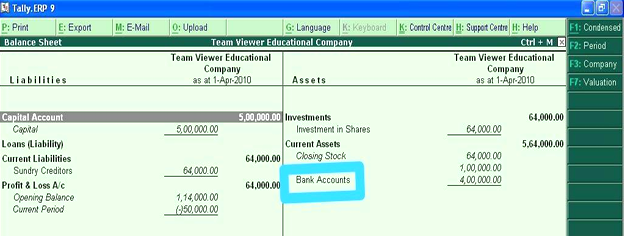 Tally.ERP 9
P: Print E: Export M: E-Mail O: Upload G: Language K: Keyboard K: Control Centre H: Support Centre H: Help F1: Condensed
Balance Sheet Team Viewer Educational Company Ctrl + M F2: Period
Team Viewer Educational Team Viewer Educational F3: Company
Company Company
Liabilities as at 1-Apr-2010 Assets as at 1-Apr-2010 F7: Valuation
Capital Account 5,00,000.00 Investments 64,000.00
Capital 5,00,000.00 Investment in Shares 64,000.00
Loans (Liability) Current Assets 5,64,000.00
Current Liabilities 64,000.00 Closing Stock 64,000.00
Sundry Creditors 64,000.00 1,00,000.00
Profit & Loss A/c 64,000.00 Bank Accounts 4,00,000.00
Opening Balance 1,14,000.00
Current Period (-)50,000.00